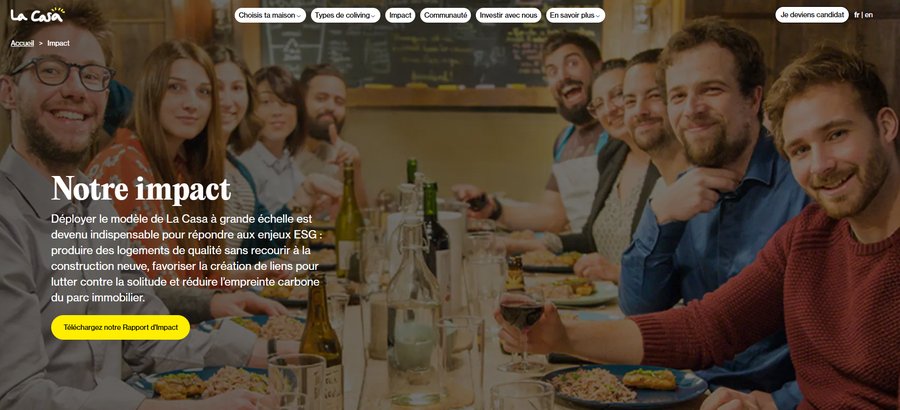 La Casa
Choisis ta maison
Types de coliving
Impact
Communauté
Investir avec nous
En savoir plus
Je deviens candidat
fr | en
Accueil > Impact
Notre impact
Déployer le modèle de La Casa à grande échelle est
devenu indispensable pour répondre aux enjeux ESG :
produire des logements de qualité sans recourir à la
construction neuve, favoriser la création de liens pour
lutter contre la solitude et réduire l'empreinte carbone
du parc immobilier.
Téléchargez notre Rapport d'Impact